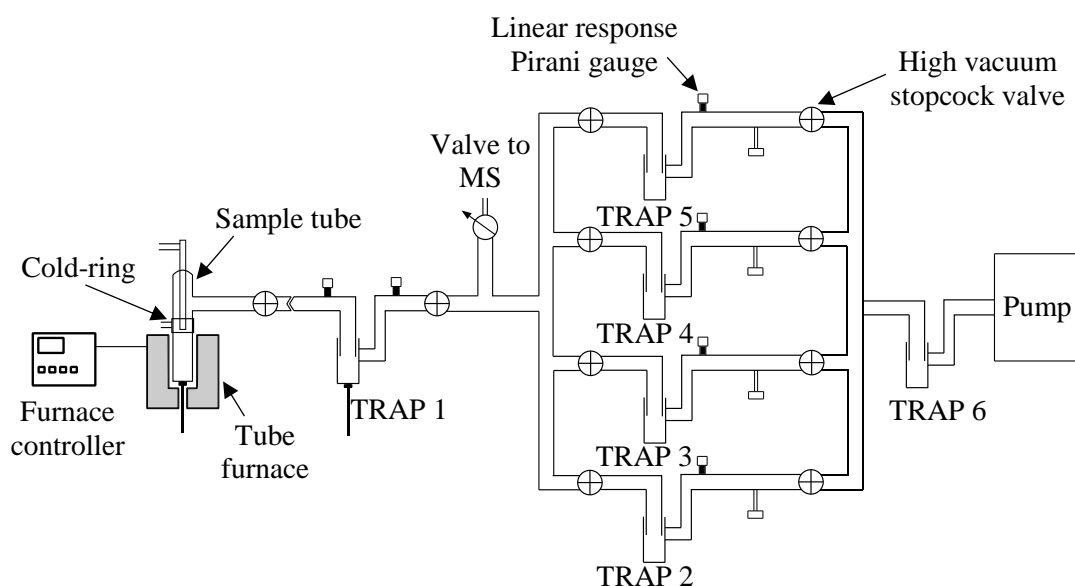 Linear response
Pirani gauge
High vacuum
stopcock valve
Valve to
MS
Sample tube
Cold-ring
TRAP 5
TRAP 4
Pump
TRAP 1
TRAP 6
Furnace
controller
Tube
furnace
TRAP 3
TRAP 2